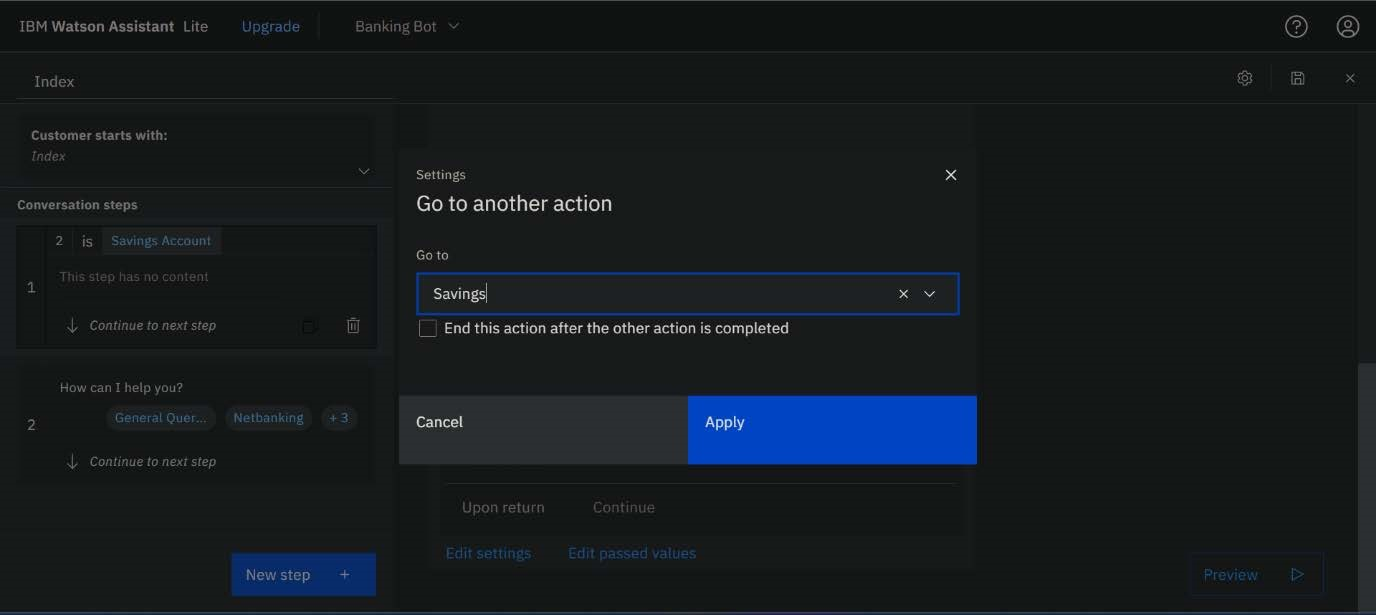 IBM Watson Assistant Lite Upgrade Banking Bot
Index
Customer starts with:
Index
Conversation steps
2 is Savings Account
This step has no content
1
Continue to next step
How can I help you?
2
General Quer... Netbanking + 3
Continue to next step
New step +
Settings
Go to another action
Go to
Savings
End this action after the other action is completed
Cancel Apply
Upon return Continue
Edit settings Edit passed values
Preview